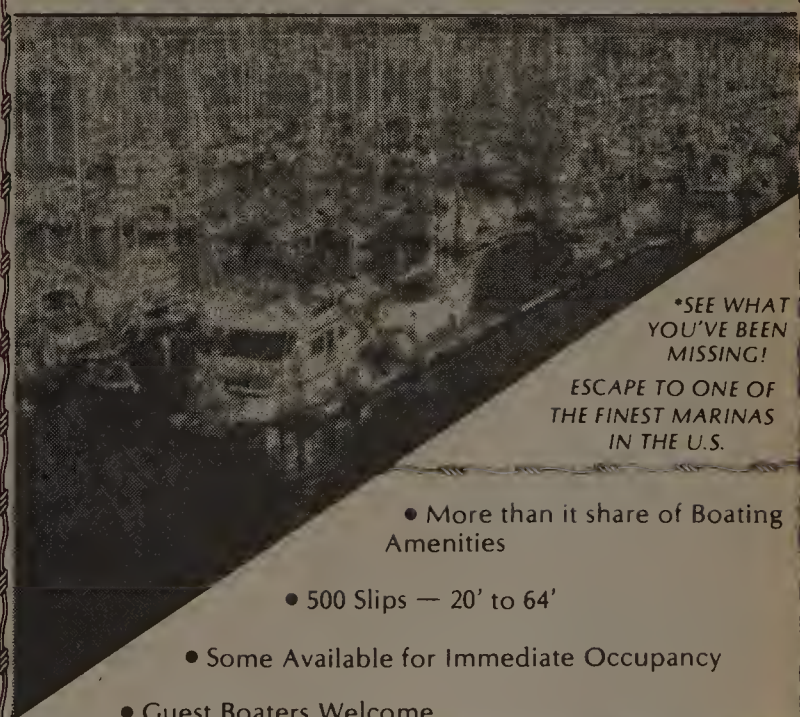 *SEE WHAT
YOU'VE BEEN
MISSING!
ESCAPE TO ONE OF
THE FINEST MARINAS
IN THE U.S.
• More than it share of Boating
Amenities
• 500 Slips — 20' to 64'
• Some Available for Immediate Occupancy
• Guest Boaters Welcome